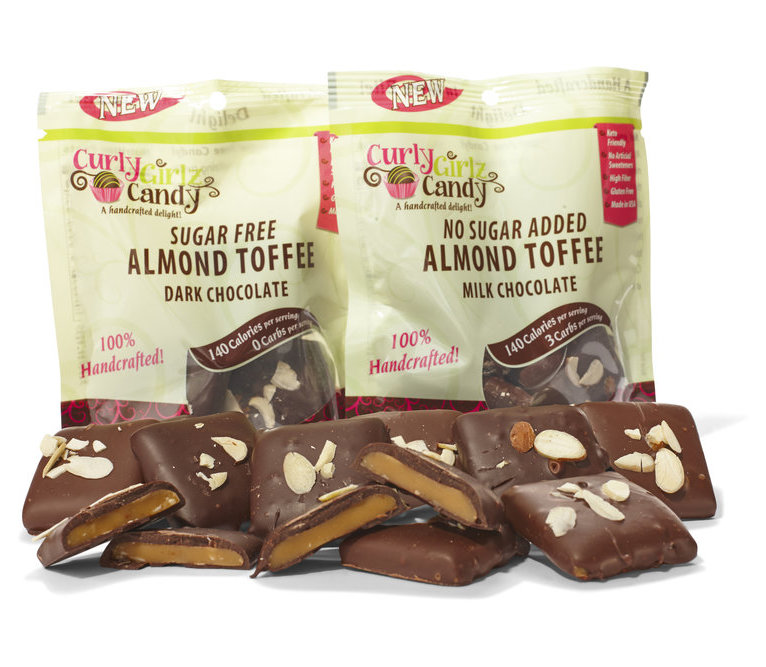 NEW
Delight
Curly Girlz
Candy
A handcrafted delight!
SUGAR FREE
ALMOND TOFFEE
DARK CHOCOLATE
100%
Handcrafted!
140 Calories per serving,
0 Carbs per serving
NEW
A Handcrafted
Delight
Keto
Friendly
No Artificial
Sweeteners
High Fiber
Gluten Free
Made in USA
Curly Girlz
Candy
A handcrafted delight!
NO SUGAR ADDED
ALMOND TOFFEE
MILK CHOCOLATE
100%
Handcrafted!
140 Calories per serving,
3 Carbs per serving